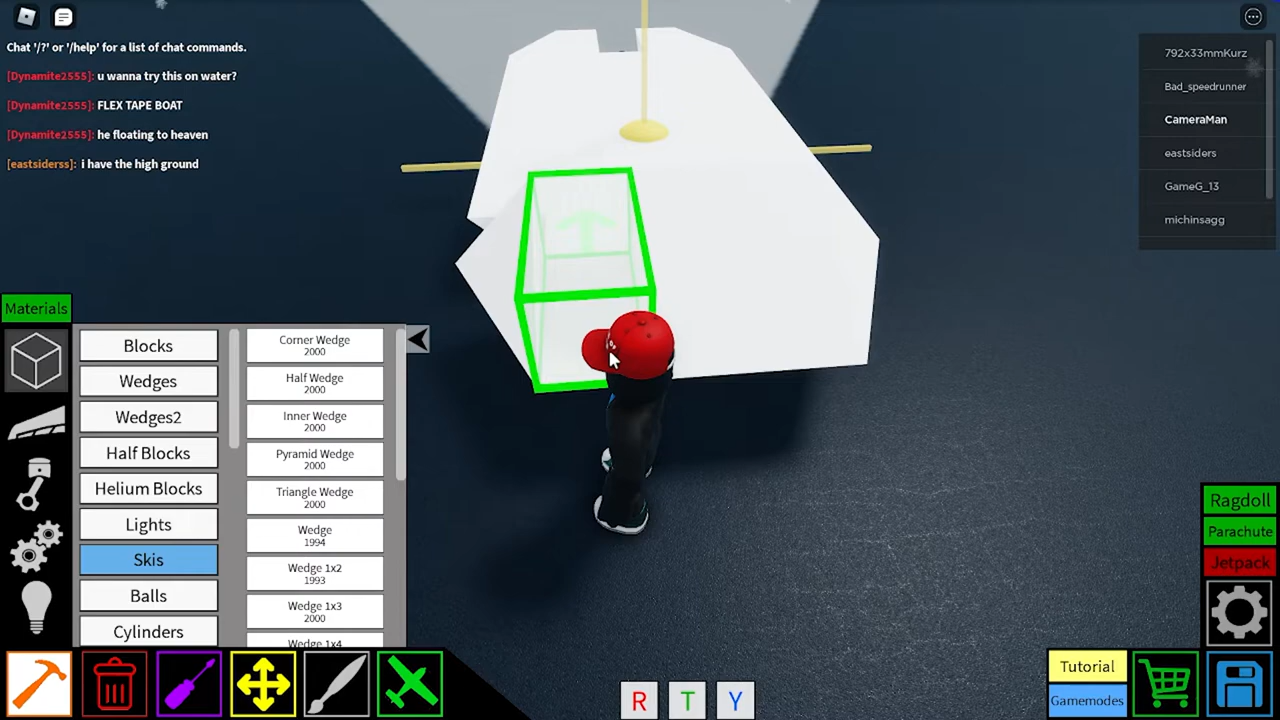 Chat '/?' or '/help' for a list of chat commands.
[Dynamite2555]: u wanna try this on water?
[Dynamite2555]: FLEX TAPE BOAT
[Dynamite2555]: he floating to heaven
[eastsiderss]: i have the high ground
792x33mmKurz
Bad_speedrunner
CameraMan
eastsiders
GameG_13
michinsagg
Materials
Blocks
Wedges
Wedges2
Half Blocks
Helium Blocks
Lights
Skis
Balls
Cylinders
Corner Wedge
2000
Half Wedge
2000
Inner Wedge
2000
Pyramid Wedge
2000
Triangle Wedge
2000
Wedge
1994
Wedge 1x2
1993
Wedge 1x3
2000
Wedge 1x4
Ragdoll
Parachute
Jetpack
Tutorial
Gamemodes
R T Y